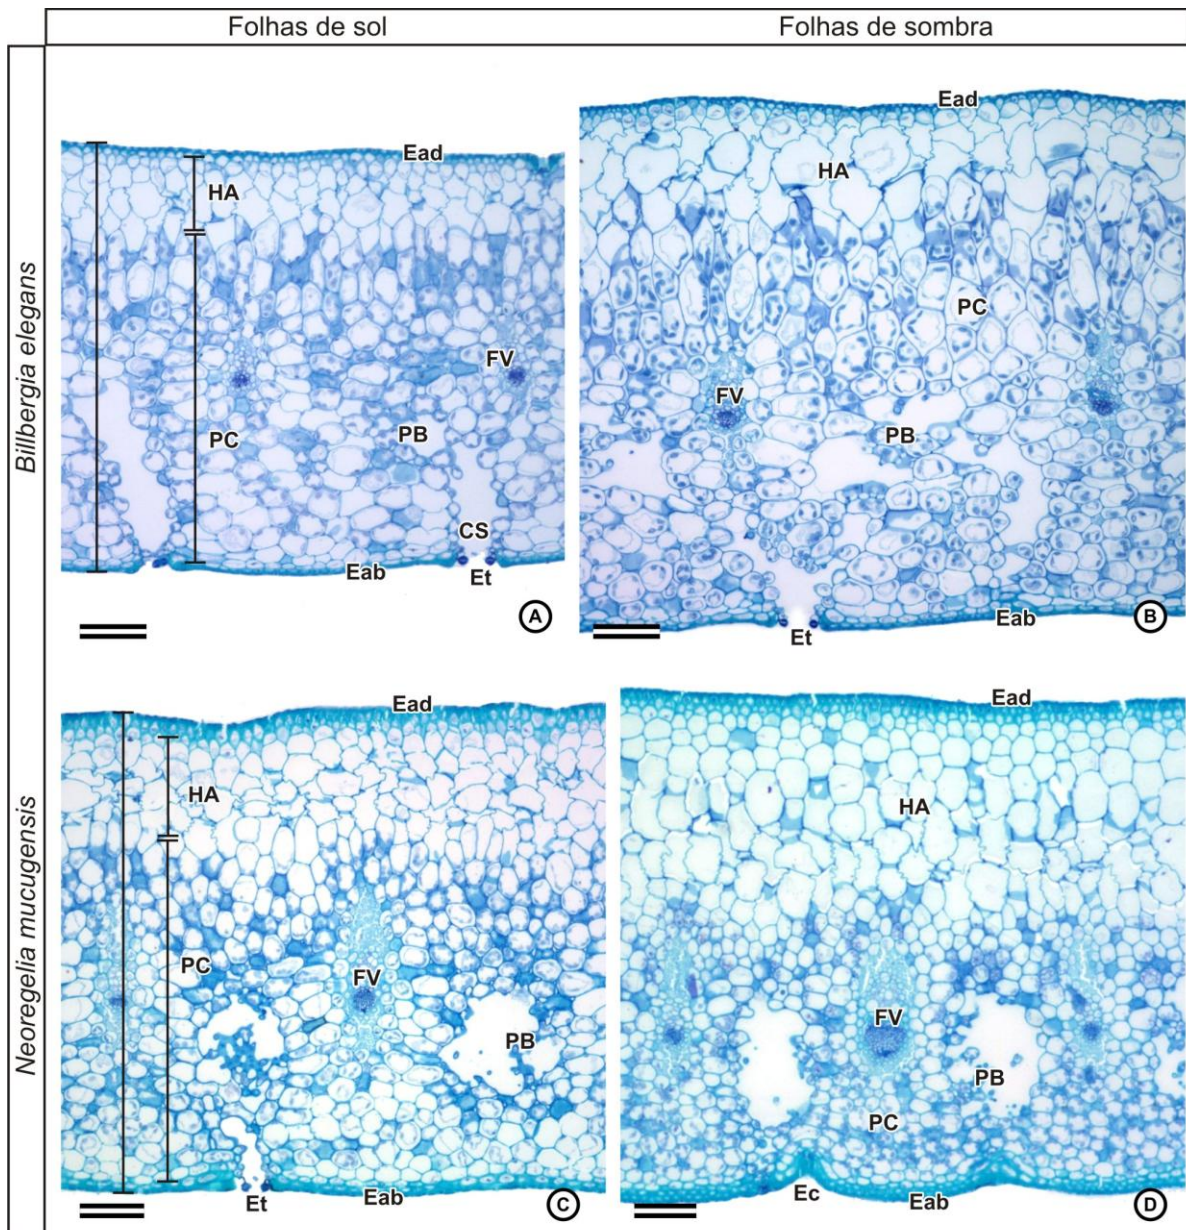 Folhas de sol
Folhas de sombra
Billbergia elegans
Ead
HA
FV
PC
PB
CS
Eab
Et
A
Ead
HA
PC
FV
PB
Et
Eab
B
Neoregelia mucugensis
Ead
HA
PC
FV
PB
Et
Eab
C
Ead
HA
FV
PB
PC
Ec
Eab
D